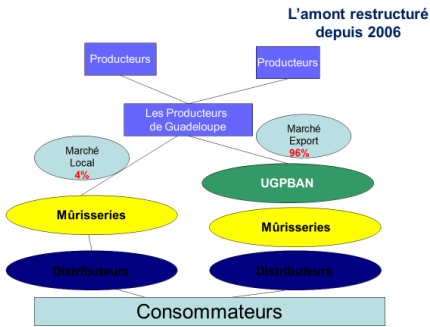 L'amont restructuré
depuis 2006
Producteurs
Producteurs
Les Producteurs
de Guadeloupe
Marché
Local
4%
Marché
Export
96%
UGPBAN
Mûrisseries
Mûrisseries
Distributeurs
Distributeurs
Consommateurs